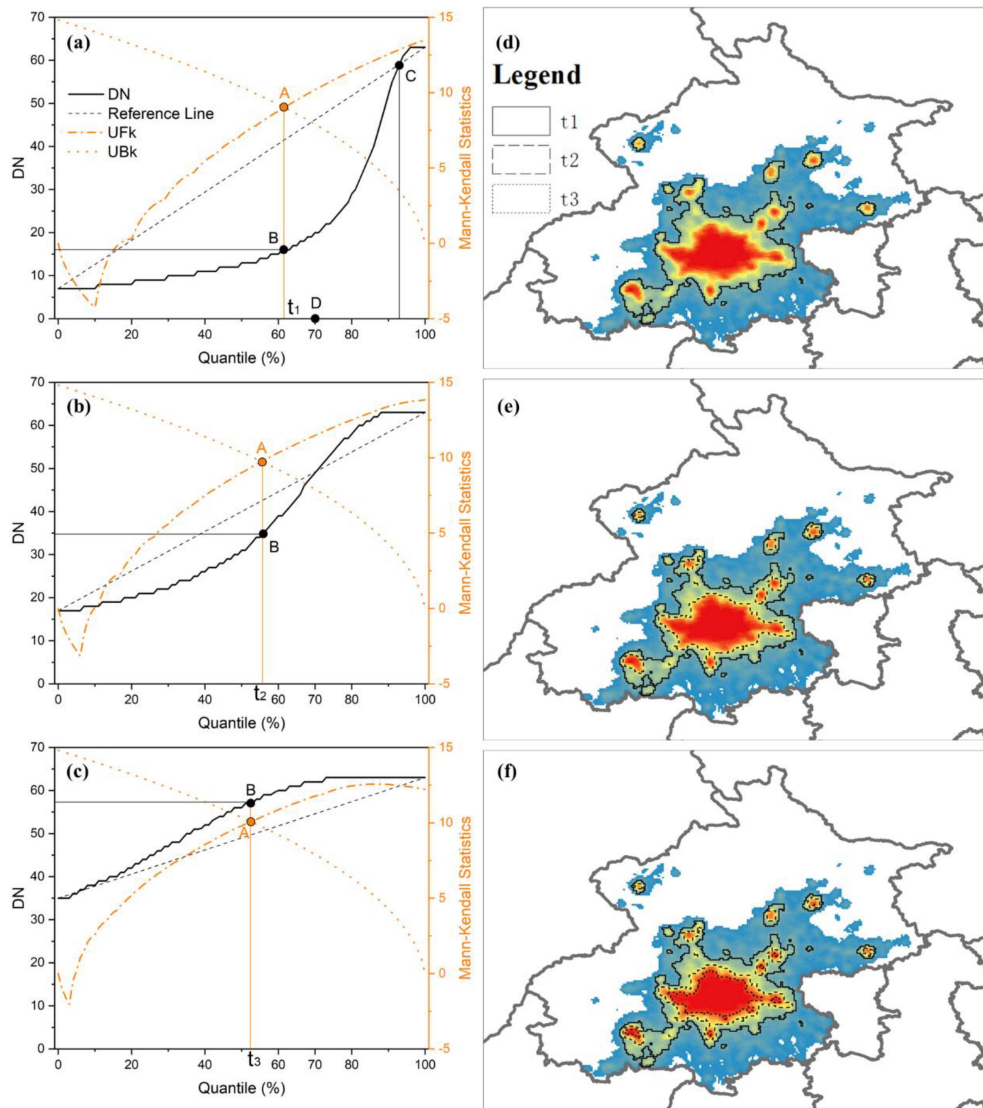 (a)
DN
Reference Line
UFk
UBk
A
B
C
D
t1
70
60
50
40
30
20
10
0
DN
15
10
5
0
-5
Mann-Kendall Statistics
0 20 40 60 80 100
Quantile (%)
(d)
Legend
t1
t2
t3
(b)
A
B
t2
70
60
50
40
30
20
10
0
DN
15
10
5
0
-5
Mann-Kendall Statistics
0 20 40 60 80 100
Quantile (%)
(e)
(c)
B
A
t3
70
60
50
40
30
20
10
0
DN
15
10
5
0
-5
Mann-Kendall Statistics
0 20 40 60 80 100
Quantile (%)
(f)